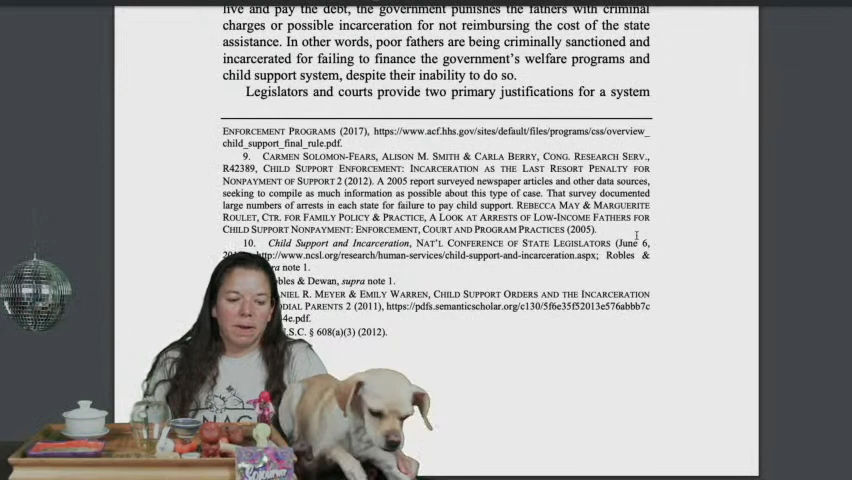 live and pay the debt, the government punishes the fathers with criminal
charges or possible incarceration for not reimbursing the cost of the state
assistance. In other words, poor fathers are being criminally sanctioned and
incarcerated for failing to finance the government's welfare programs and
child support system, despite their inability to do so.
Legislators and courts provide two primary justifications for a system
ENFORCEMENT PROGRAMS (2017), https://www.acf.hhs.gov/sites/default/files/programs/css/overview_
child_support_final_rule.pdf.
9. CARMEN SOLOMON-FEARS, ALISON M. SMITH & CARLA BERRY, CONG. RESEARCH SERV.,
R42389, CHILD SUPPORT ENFORCEMENT: INCARCERATION AS THE LAST RESORT PENALTY FOR
NONPAYMENT OF SUPPORT 2 (2012). A 2005 report surveyed newspaper articles and other data sources,
seeking to compile as much information as possible about this type of case. That survey documented
large numbers of arrests in each state for failure to pay child support. REBECCA MAY & MARGUERITE
ROULET, CTR. FOR FAMILY POLICY & PRACTICE, A LOOK AT ARRESTS OF LOW-INCOME FATHERS FOR
CHILD SUPPORT NONPAYMENT: ENFORCEMENT, COURT AND PROGRAM PRACTICES (2005).
10. Child Support and Incarceration, NAT'L CONFERENCE OF STATE LEGISLATORS (June 6,
http://www.ncsl.org/research/human-services/child-support-and-incarceration.aspx; Robles &
note 1.
& Dewan, supra note 1.
R. MEYER & EMILY WARREN, CHILD SUPPORT ORDERS AND THE INCARCERATION
PARENTS 2 (2011), https://pdfs.semanticscholar.org/c130/5f6e35f52013e576abbb7c
4e.pdf.
S.C. § 608(a)(3) (2012).
NAC